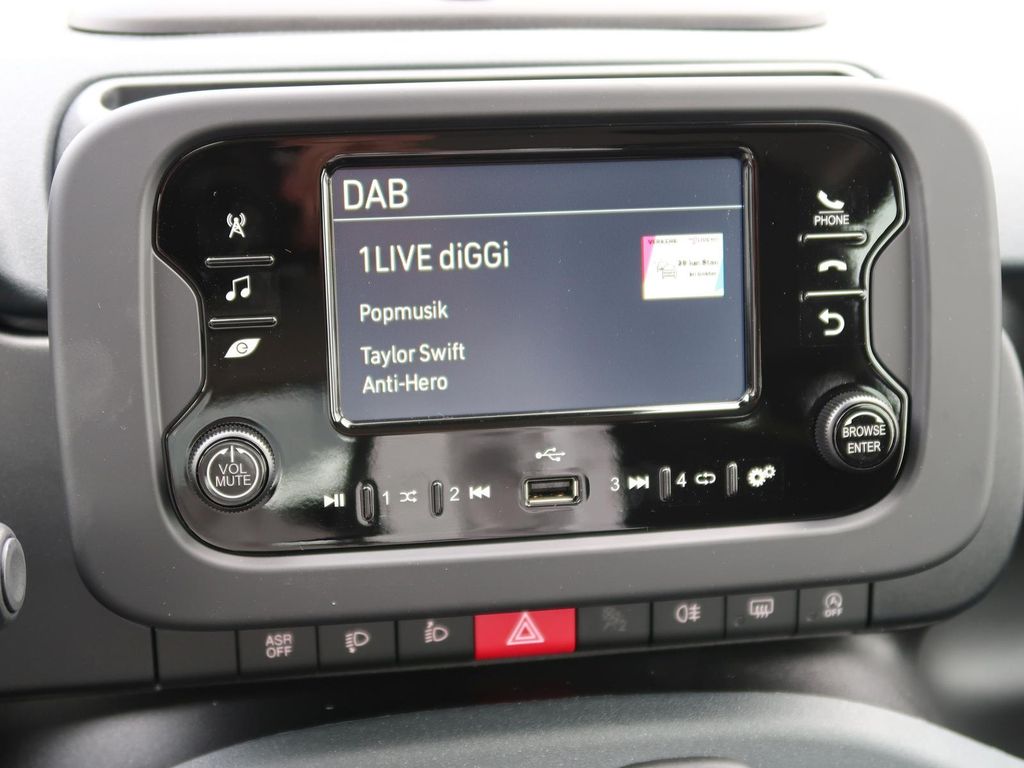 DAB
1LIVE diGGi
VERKEHR
Popmusik
Taylor Swift
Anti-Hero
PHONE
VOL
MUTE
BROWSE
ENTER
1
2
3
4
ASR
OFF
OFF